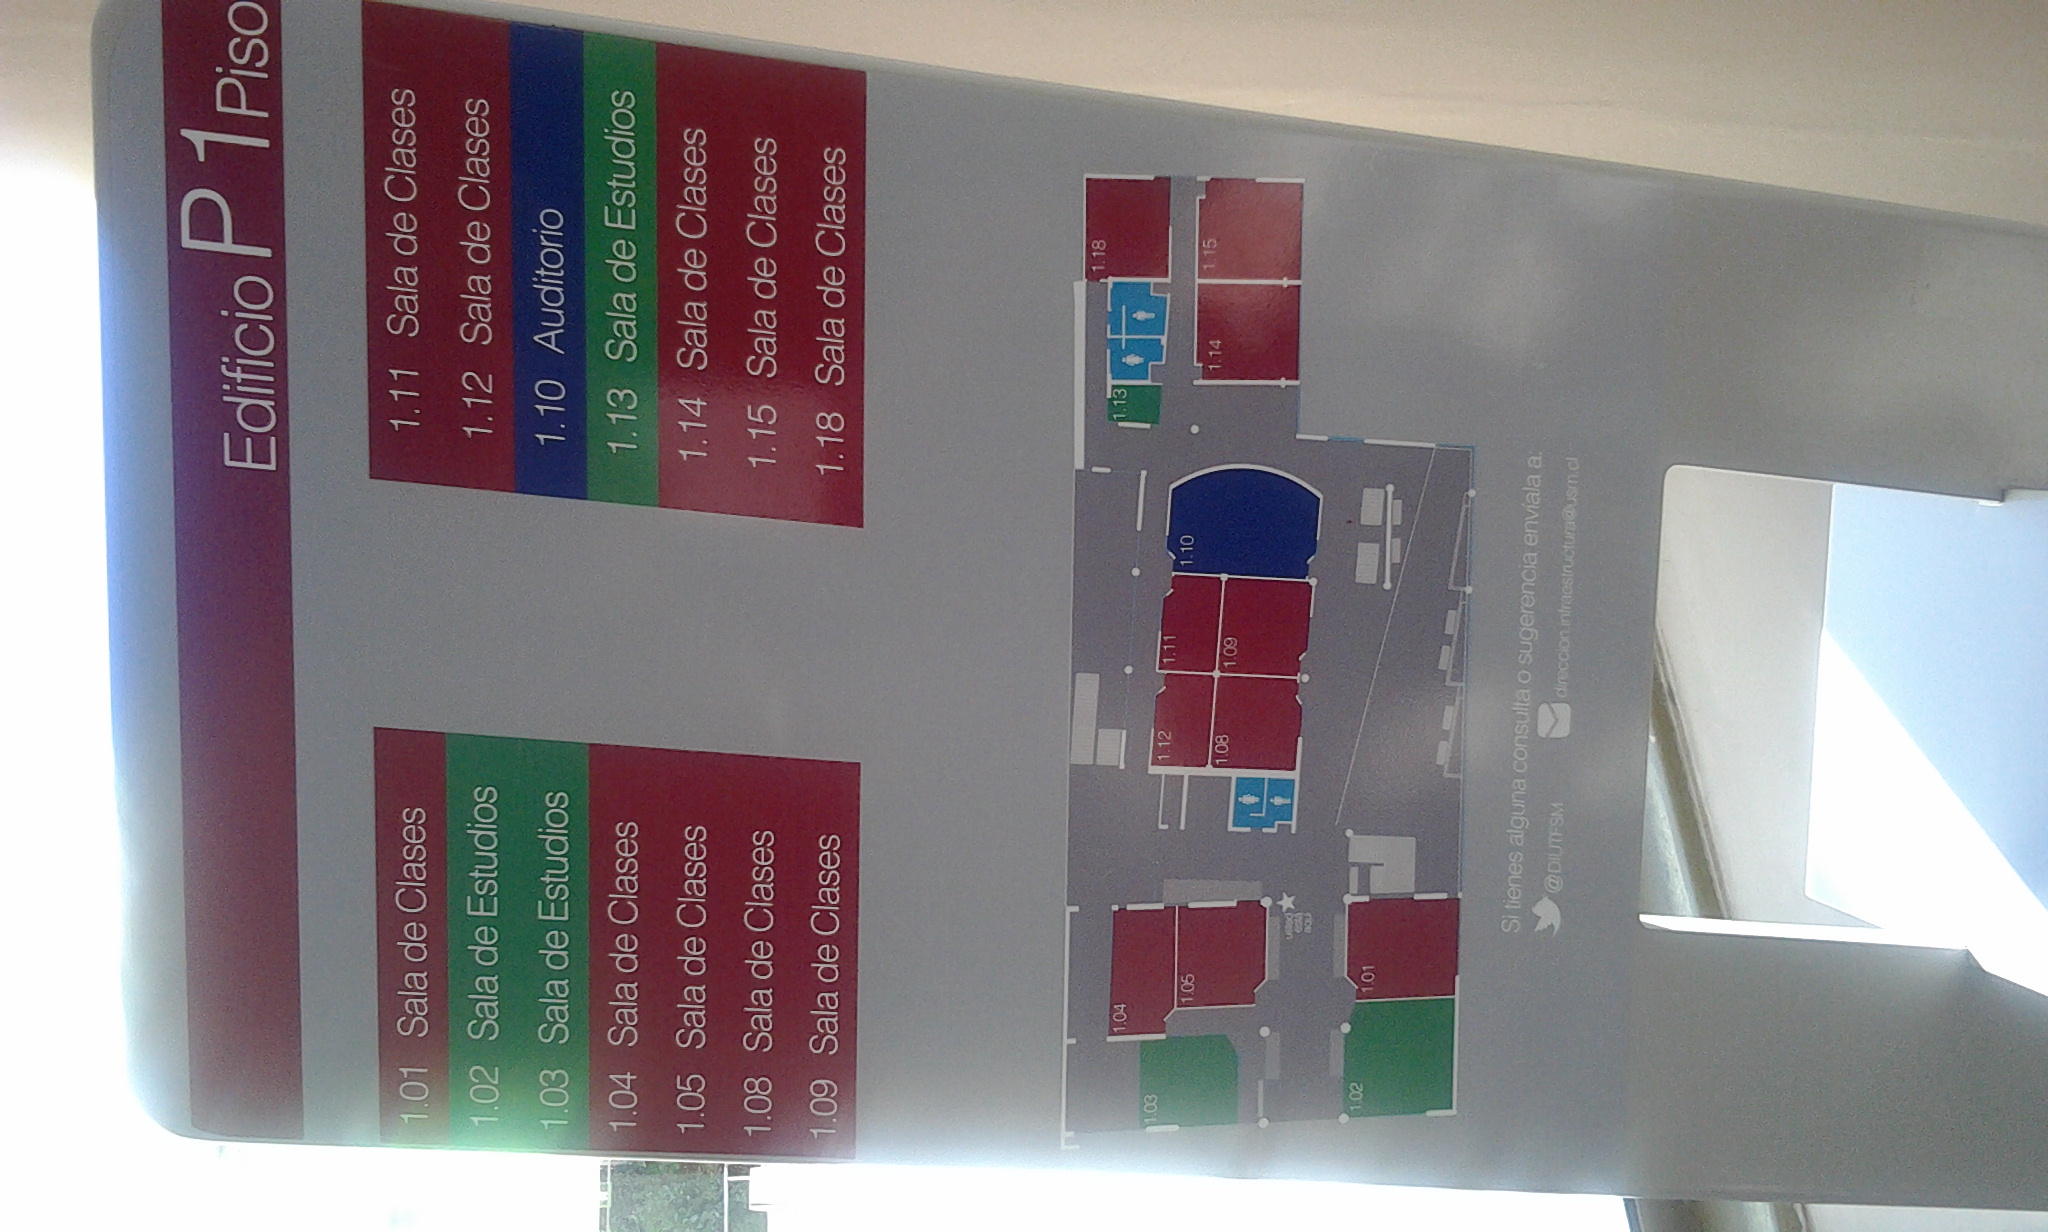 Edificio P 1 Piso
1.01 Sala de Clases
1.02 Sala de Estudios
1.03 Sala de Estudios
1.04 Sala de Clases
1.05 Sala de Clases
1.08 Sala de Clases
1.09 Sala de Clases
1.11 Sala de Clases
1.12 Sala de Clases
1.10 Auditorio
1.13 Sala de Estudios
1.14 Sala de Clases
1.15 Sala de Clases
1.18 Sala de Clases
1.18
1.04
1.13
1.03
1.12
1.11
1.05
1.10
1.08
1.09
1.14
1.15
usted
está
aquí
1.02
1.01
Si tienes alguna consulta o sugerencia envíala a:
@DIUTFSM direccion.infraestructura@usm.cl